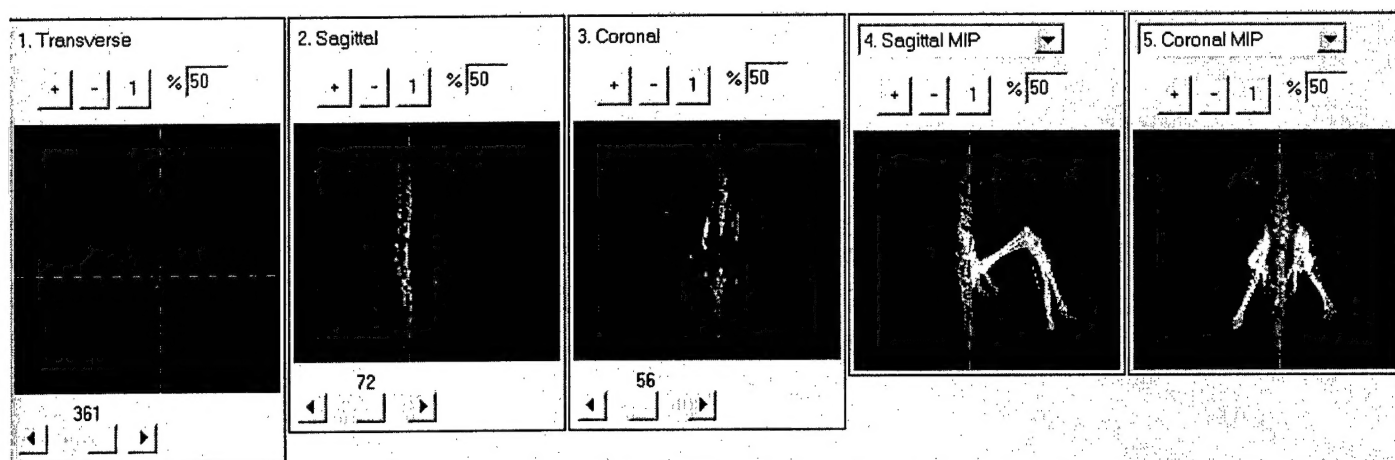 1. Transverse
+ - 1 % 50
361
2. Sagittal
+ - 1 % 50
72
3. Coronal
+ - 1 % 50
56
4. Sagittal MIP
+ - 1 % 50
5. Coronal MIP
+ - 1 % 50